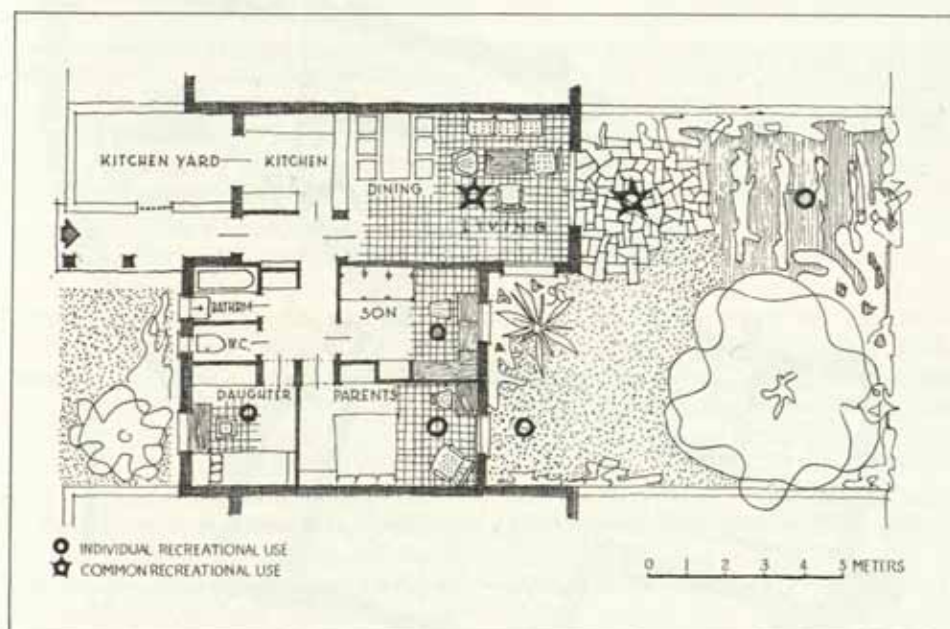 KITCHEN YARD
KITCHEN
DINING
LIVING
BATHRM
SON
W.C.
DAUGHTER
PARENTS
INDIVIDUAL RECREATIONAL USE
COMMON RECREATIONAL USE
0 1 2 3 4 5 METERS